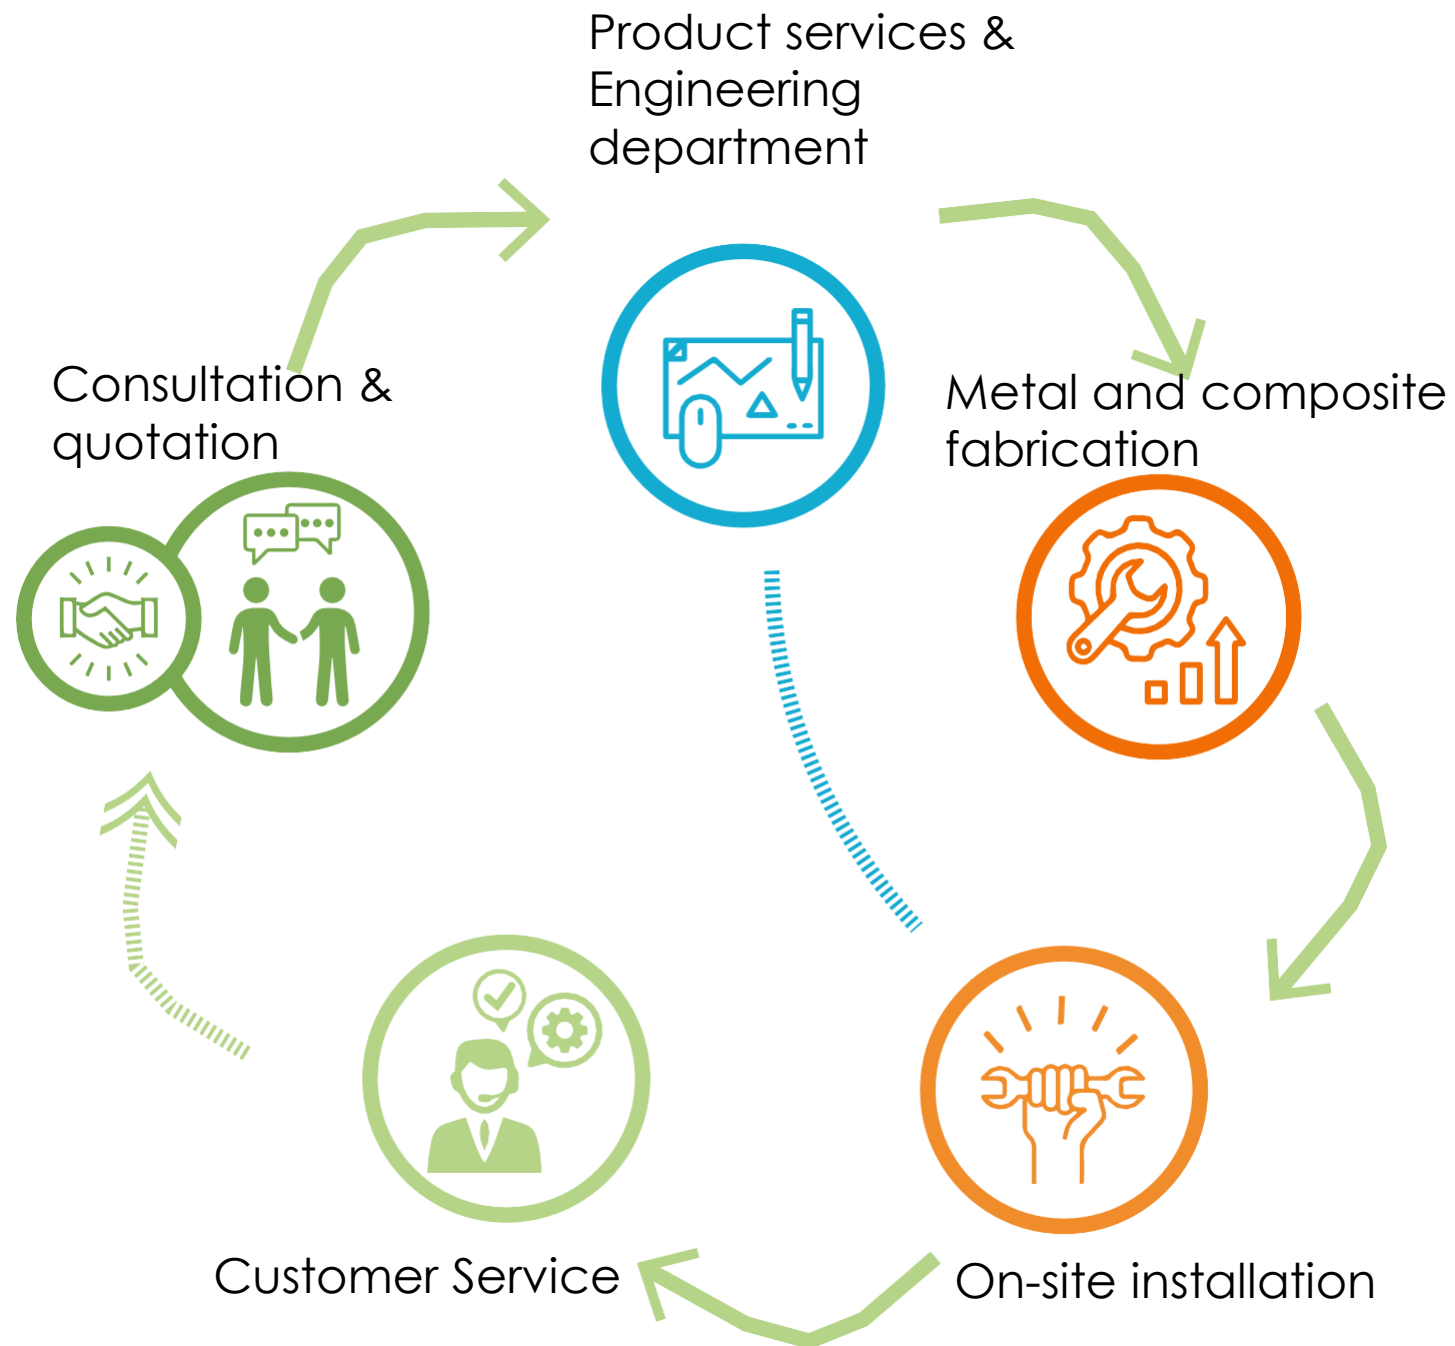 Product services &
Engineering
department
Consultation &
quotation
Metal and composite
fabrication
Customer Service
On-site installation